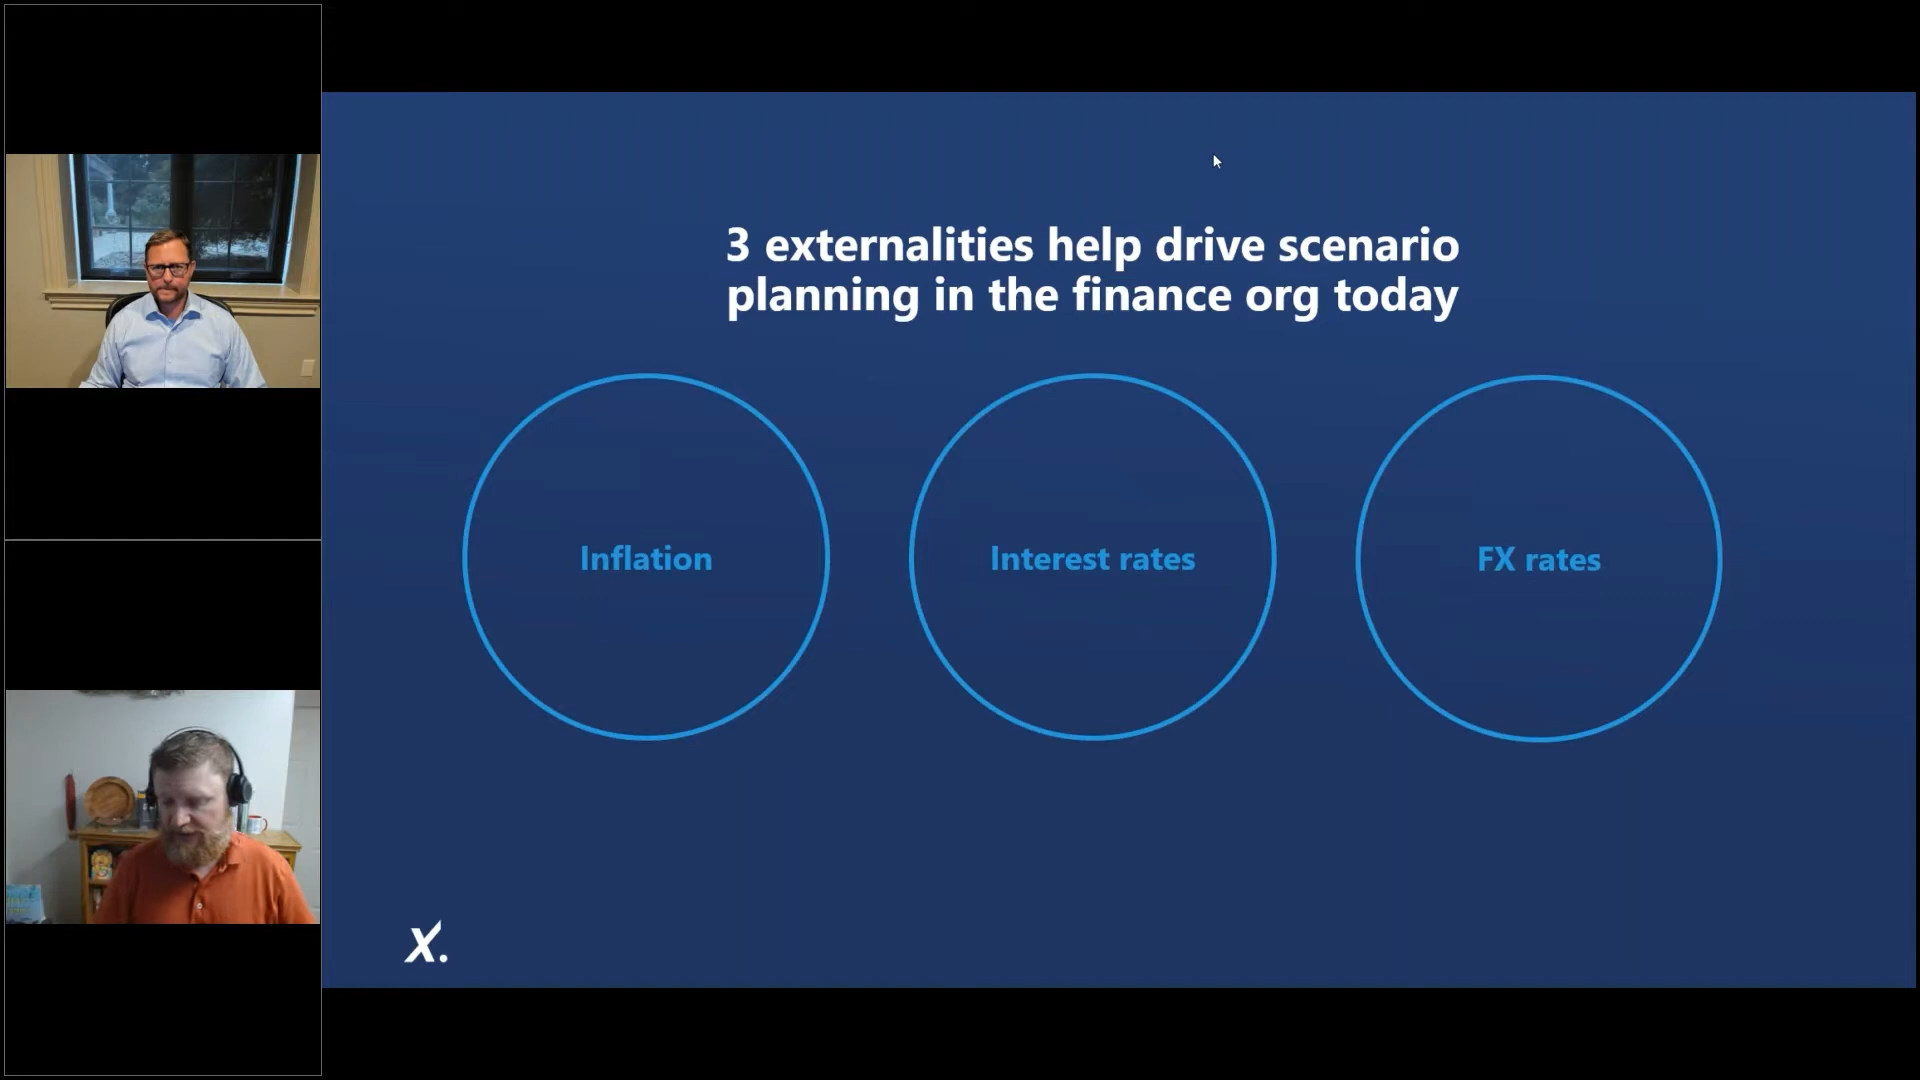 3 externalities help drive scenario
planning in the finance org today
Inflation
Interest rates
FX rates
X.